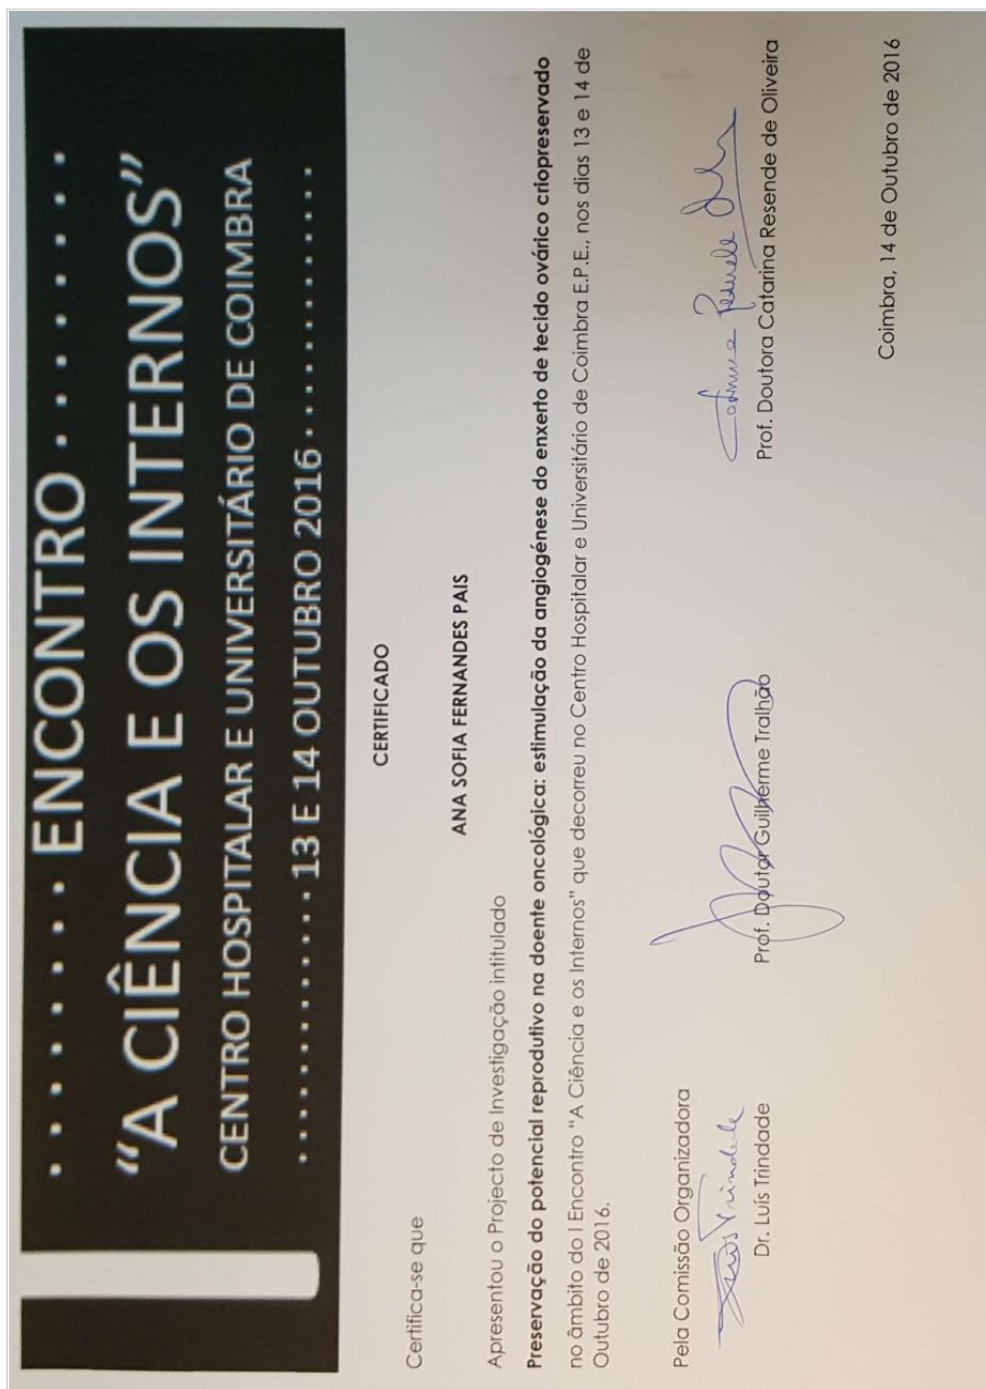 I ENCONTRO
“A CIÊNCIA E OS INTERNOS”
CENTRO HOSPITALAR E UNIVERSITÁRIO DE COIMBRA
13 E 14 OUTUBRO 2016
CERTIFICADO
Certifica-se que
ANA SOFIA FERNANDES PAIS
Apresentou o Projecto de Investigação intitulado
Preservação do potencial reprodutivo na doente oncológica: estimulação da angiogénese do enxerto de tecido ovárico criopreservado
no âmbito do I Encontro "A Ciência e os Internos" que decorreu no Centro Hospitalar e Universitário de Coimbra E.P.E., nos dias 13 e 14 de
Outubro de 2016.
Pela Comissão Organizadora
Dr. Luís Trindade
Prof. Doutor Guilherme Tralhão
Prof. Doutora Catarina Resende de Oliveira
Coimbra, 14 de Outubro de 2016